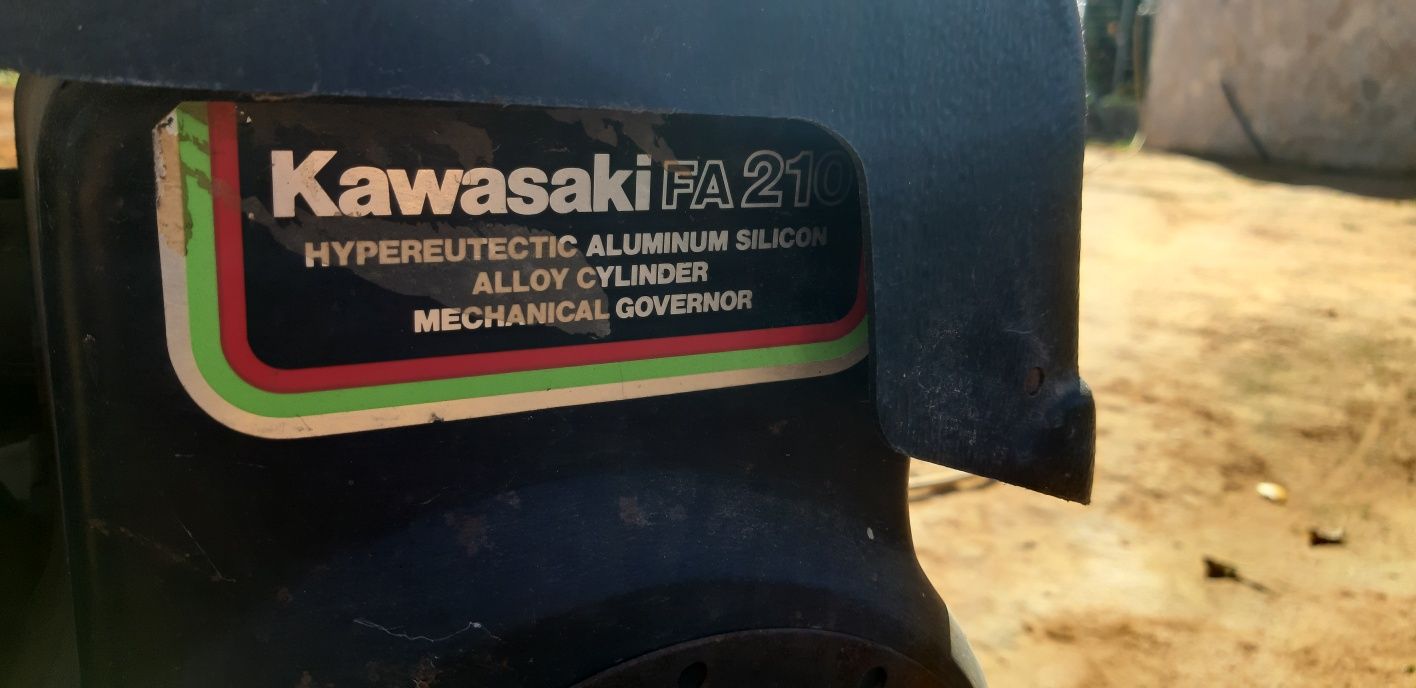 Kawasaki FA 210
HYPEREUTECTIC ALUMINUM SILICON
ALLOY CYLINDER
MECHANICAL GOVERNOR